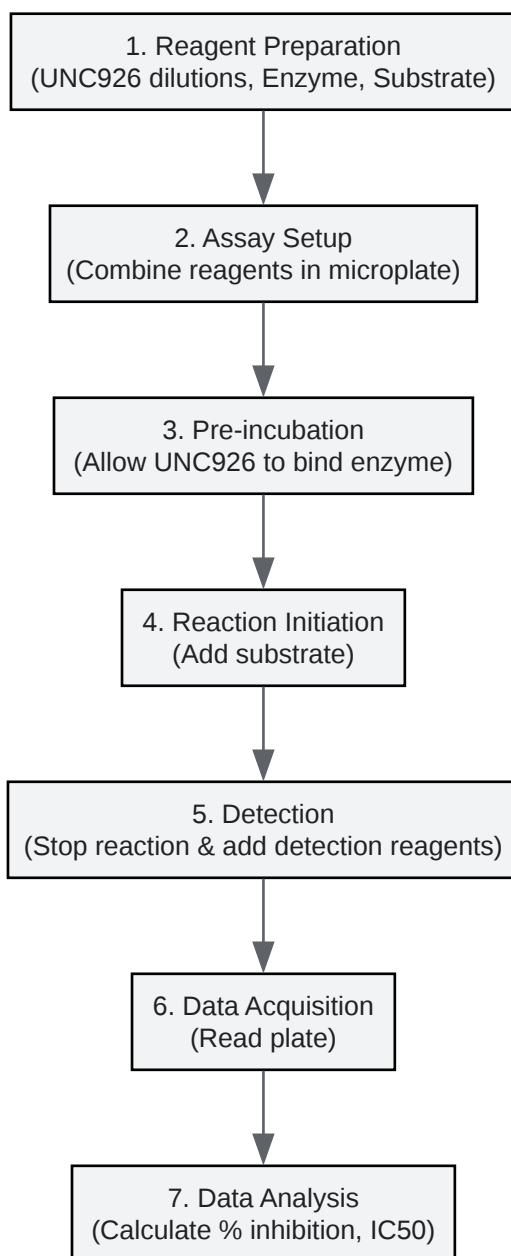 1. Reagent Preparation
(UNC926 dilutions, Enzyme, Substrate)
2. Assay Setup
(Combine reagents in microplate)
3. Pre-incubation
(Allow UNC926 to bind enzyme)
4. Reaction Initiation
(Add substrate)
5. Detection
(Stop reaction & add detection reagents)
6. Data Acquisition
(Read plate)
7. Data Analysis
(Calculate % inhibition, IC50)